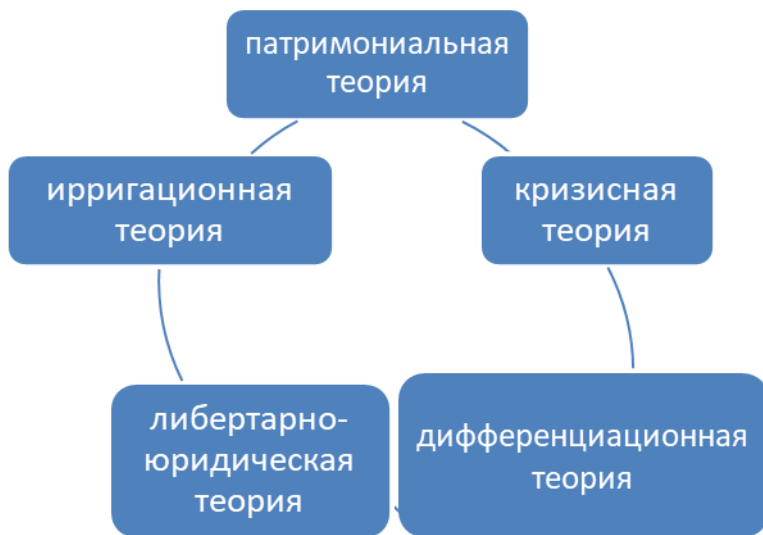 патримониальная
теория
ирригационная
теория
кризисная
теория
либертарно-
юридическая
теория
дифференциационная
теория